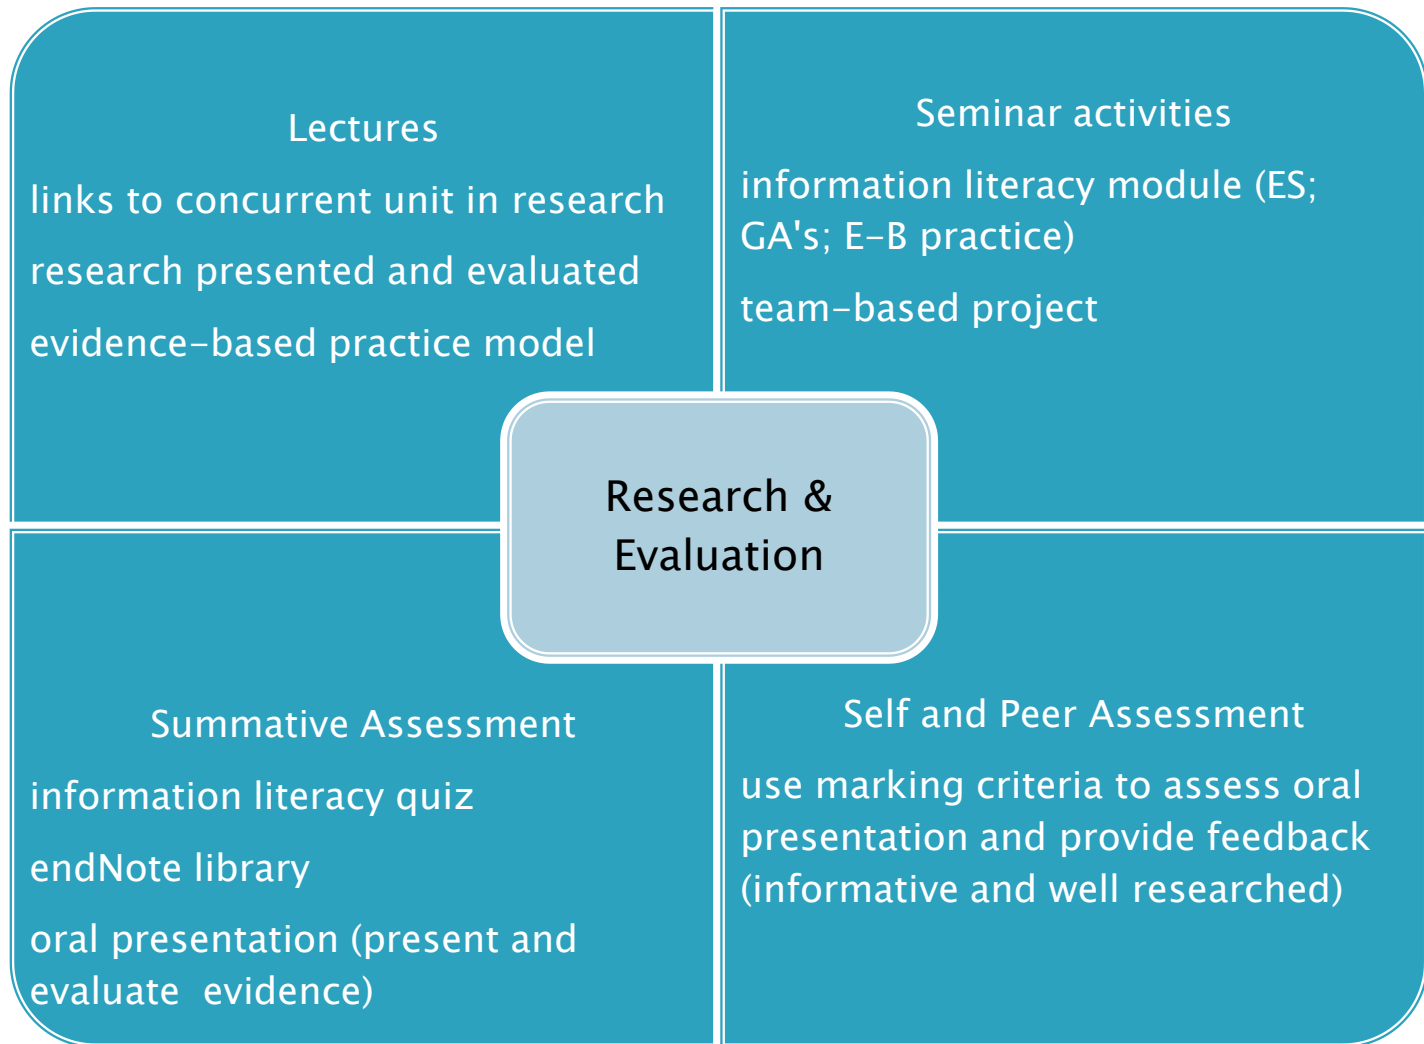 Lectures
links to concurrent unit in research
research presented and evaluated
evidence-based practice model
Seminar activities
information literacy module (ES;
GA's; E-B practice)
team-based project
Research &
Evaluation
Summative Assessment
information literacy quiz
endNote library
oral presentation (present and
evaluate  evidence)
Self and Peer Assessment
use marking criteria to assess oral
presentation and provide feedback
(informative and well researched)